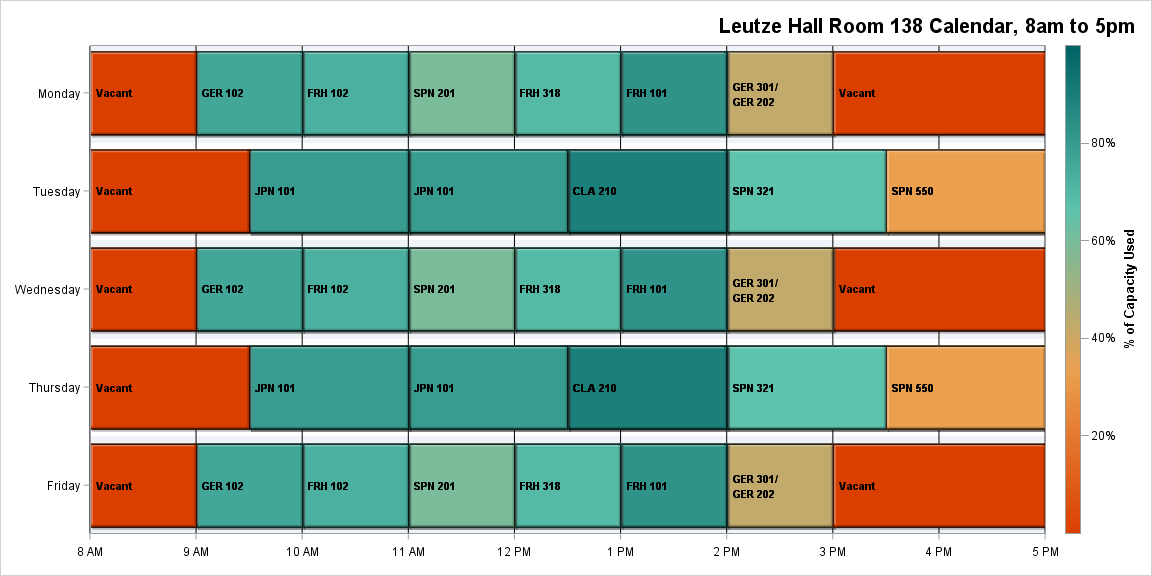 Leutze Hall Room 138 Calendar, 8am to 5pm
Monday
Vacant
GER 102
FRH 102
SPN 201
FRH 318
FRH 101
GER 301/
GER 202
Vacant
Tuesday
Vacant
JPN 101
JPN 101
CLA 210
SPN 321
SPN 550
Wednesday
Vacant
GER 102
FRH 102
SPN 201
FRH 318
FRH 101
GER 301/
GER 202
Vacant
Thursday
Vacant
JPN 101
JPN 101
CLA 210
SPN 321
SPN 550
Friday
Vacant
GER 102
FRH 102
SPN 201
FRH 318
FRH 101
GER 301/
GER 202
Vacant
8 AM
9 AM
10 AM
11 AM
12 PM
1 PM
2 PM
3 PM
4 PM
5 PM
80%
60%
40%
20%
% of Capacity Used